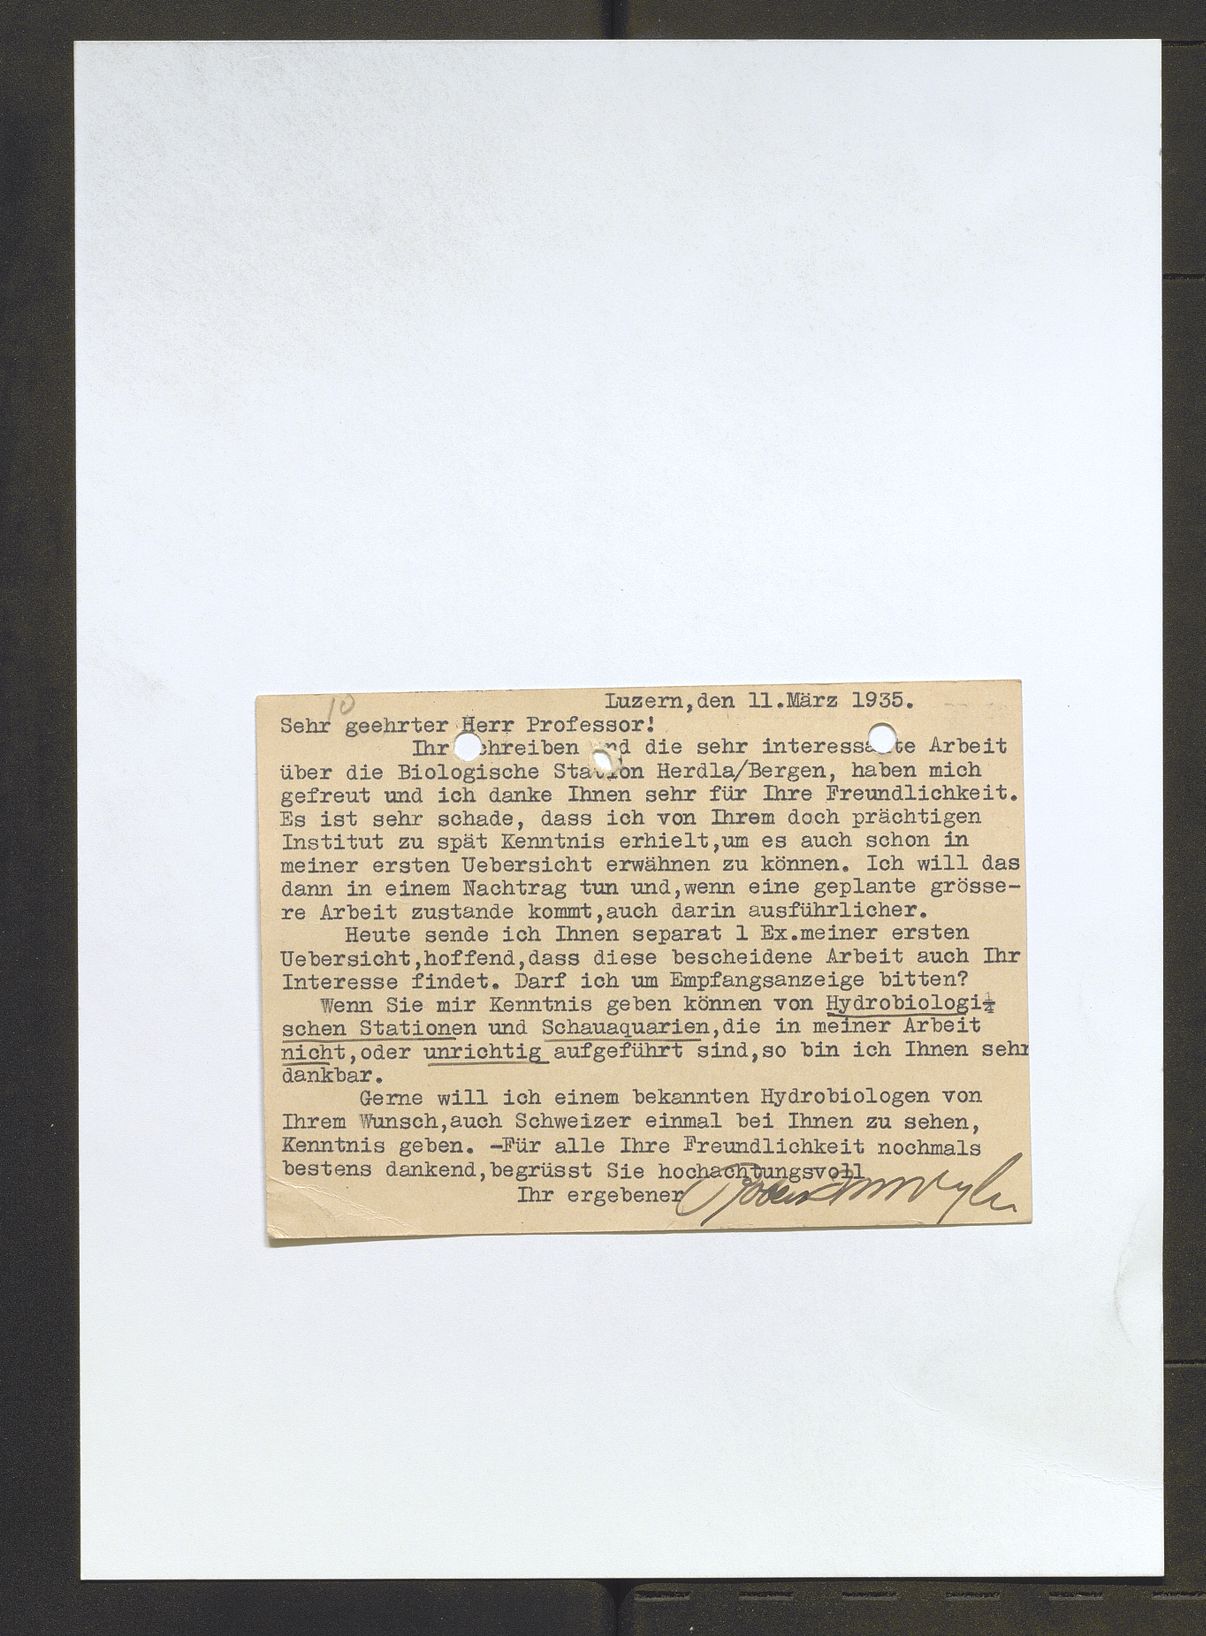 10
Luzern,den 11.März 1935.
Sehr geehrter Herr Professor!
Ihr Schreiben und die sehr interessante Arbeit
über die Biologische Station Herdla/Bergen, haben mich
gefreut und ich danke Ihnen sehr für Ihre Freundlichkeit.
Es ist sehr schade, dass ich von Ihrem doch prächtigen
Institut zu spät Kenntnis erhielt,um es auch schon in
meiner ersten Uebersicht erwähnen zu können. Ich will das
dann in einem Nachtrag tun und,wenn eine geplante grösse-
re Arbeit zustande kommt,auch darin ausführlicher.
Heute sende ich Ihnen separat 1 Ex.meiner ersten
Uebersicht,hoffend,dass diese bescheidene Arbeit auch Ihr
Interesse findet. Darf ich um Empfangsanzeige bitten?
Wenn Sie mir Kenntnis geben können von Hydrobiologi-
schen Stationen und Schauaquarien,die in meiner Arbeit
nicht,oder unrichtig aufgeführt sind,so bin ich Ihnen sehr
dankbar.
Gerne will ich einem bekannten Hydrobiologen von
Ihrem Wunsch,auch Schweizer einmal bei Ihnen zu sehen,
Kenntnis geben. -Für alle Ihre Freundlichkeit nochmals
bestens dankend,begrüsst Sie hochachtungsvoll
Ihr ergebener